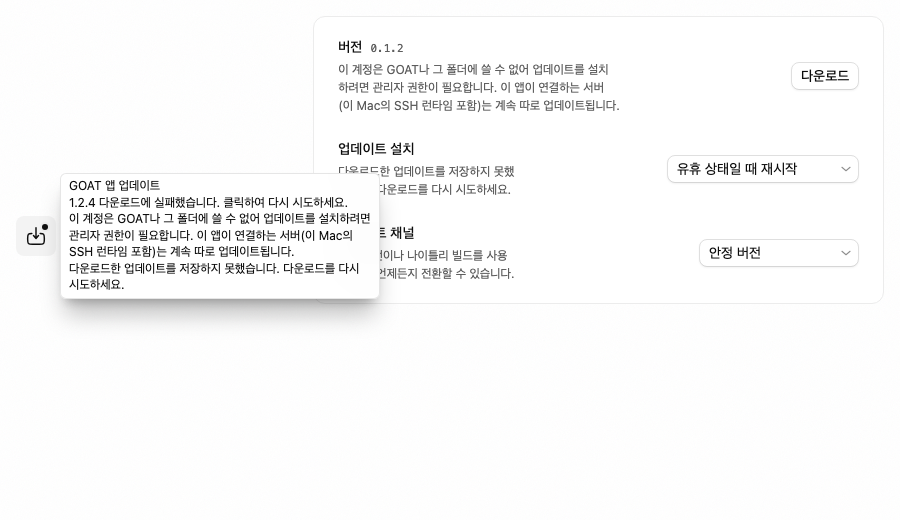 버전 0.1.2
이 계정은 GOAT나 그 폴더에 쓸 수 없어 업데이트를 설치
하려면 관리자 권한이 필요합니다. 이 앱이 연결하는 서버
(이 Mac의 SSH 런타임 포함)는 계속 따로 업데이트됩니다.
다운로드
업데이트 설치
다운로드한 업데이트를 저장하지 못했
다운로드를 다시 시도하세요.
유휴 상태일 때 재시작
GOAT 앱 업데이트
1.2.4 다운로드에 실패했습니다. 클릭하여 다시 시도하세요.
이 계정은 GOAT나 그 폴더에 쓸 수 없어 업데이트를 설치하려면
관리자 권한이 필요합니다. 이 앱이 연결하는 서버(이 Mac의
SSH 런타임 포함)는 계속 따로 업데이트됩니다.
다운로드한 업데이트를 저장하지 못했습니다. 다운로드를 다시
시도하세요.
채널
나이틀리 빌드를 사용
언제든지 전환할 수 있습니다.
안정 버전